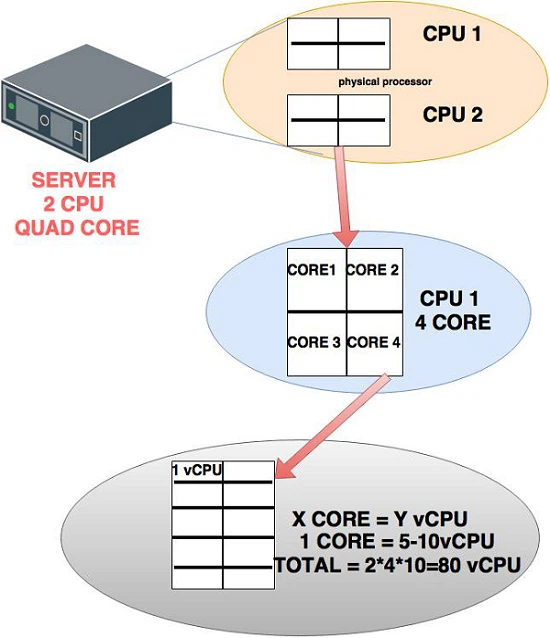 CPU 1
physical processor
CPU 2
SERVER
2 CPU
QUAD CORE
CORE1 CORE 2
CORE 3 CORE 4
CPU 1
4 CORE
1 vCPU
X CORE = Y vCPU
1 CORE = 5-10vCPU
TOTAL = 2*4*10=80 vCPU